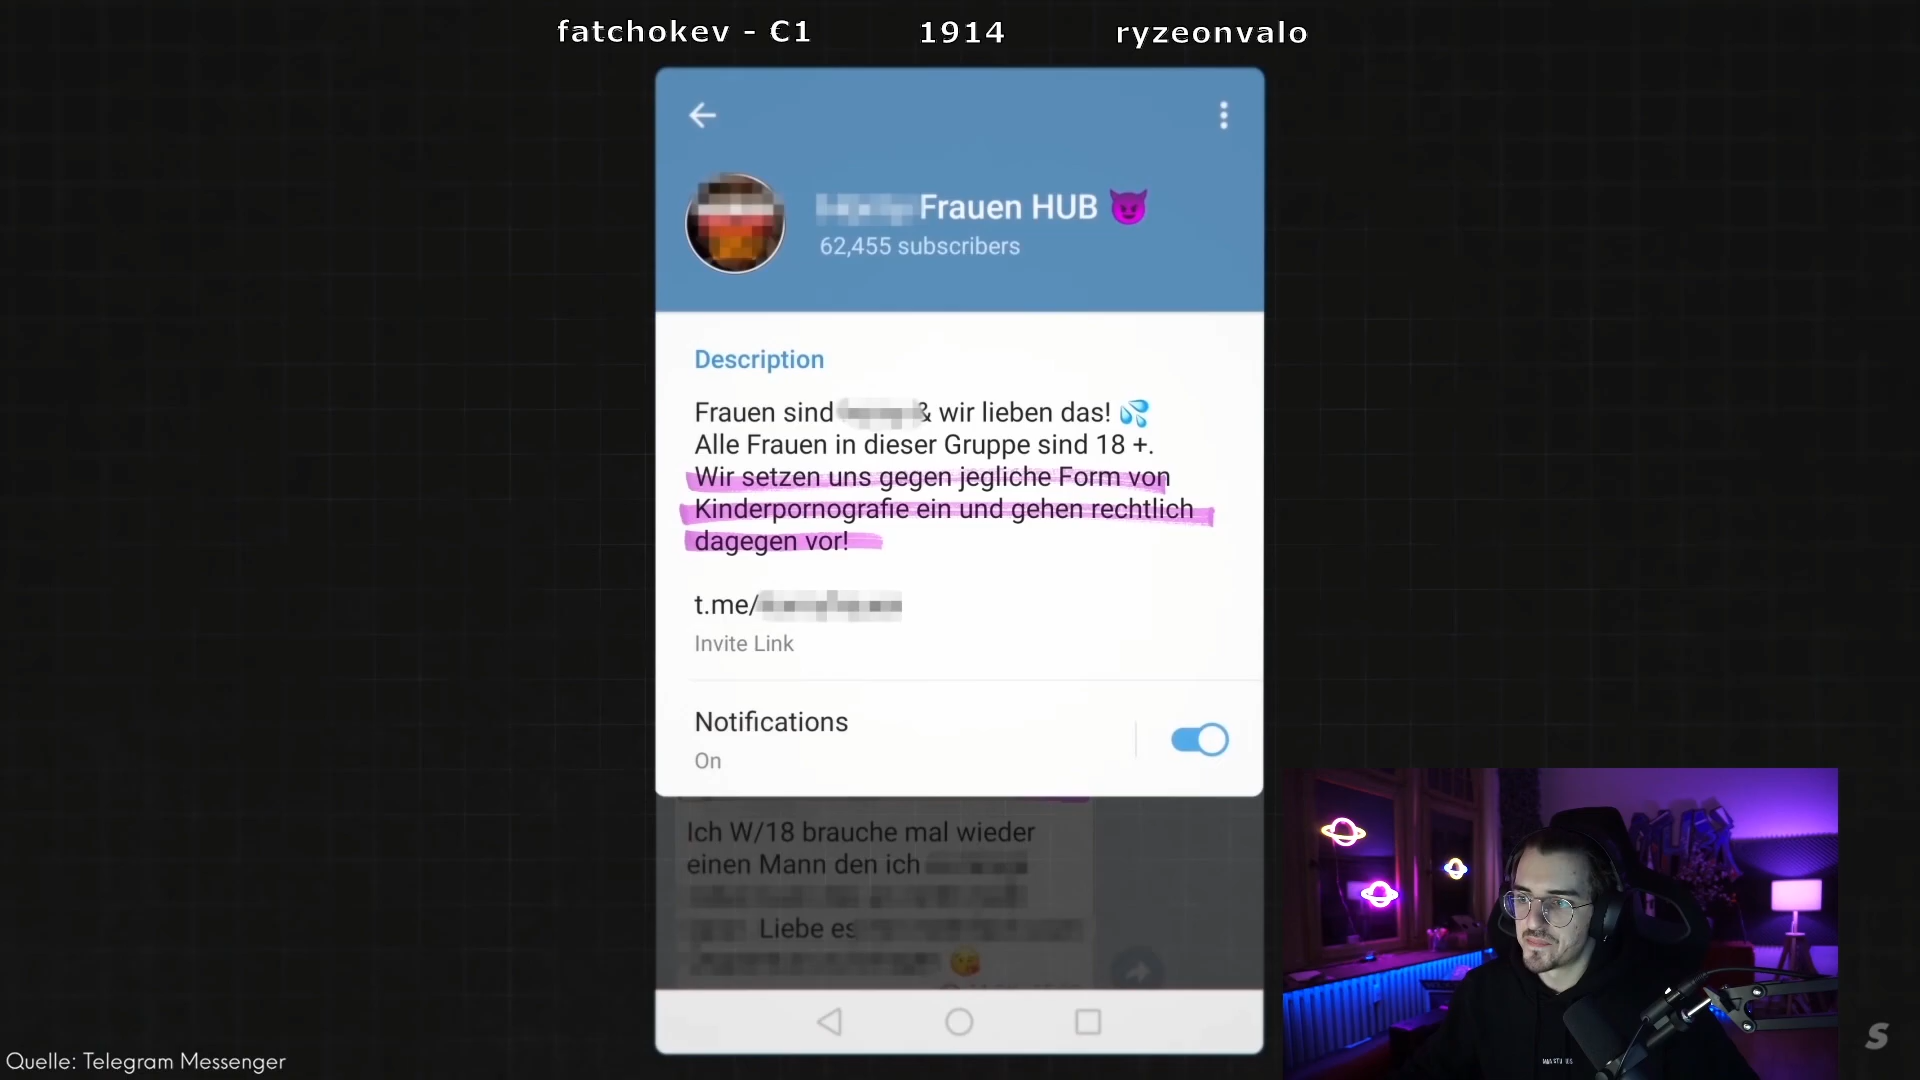 fatchokev - €1 1914 ryzeonvalo
Frauen HUB 😈
62,455 subscribers
Description
Frauen sind & wir lieben das! 💦
Alle Frauen in dieser Gruppe sind 18 +.
Wir setzen uns gegen jegliche Form von
Kinderpornografie ein und gehen rechtlich
dagegen vor!
t.me/
Invite Link
Notifications
On
Ich W/18 brauche mal wieder
einen Mann den ich
Liebe es
Quelle: Telegram Messenger
S